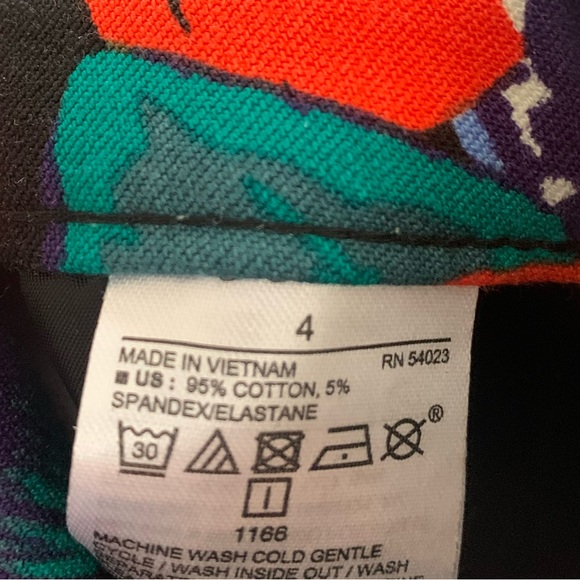 4
MADE IN VIETNAM RN 54023
US : 95% COTTON, 5%
SPANDEX/ELASTANE
30 ®
1166
MACHINE WASH COLD GENTLE
CYCLE / WASH INSIDE OUT / WASH